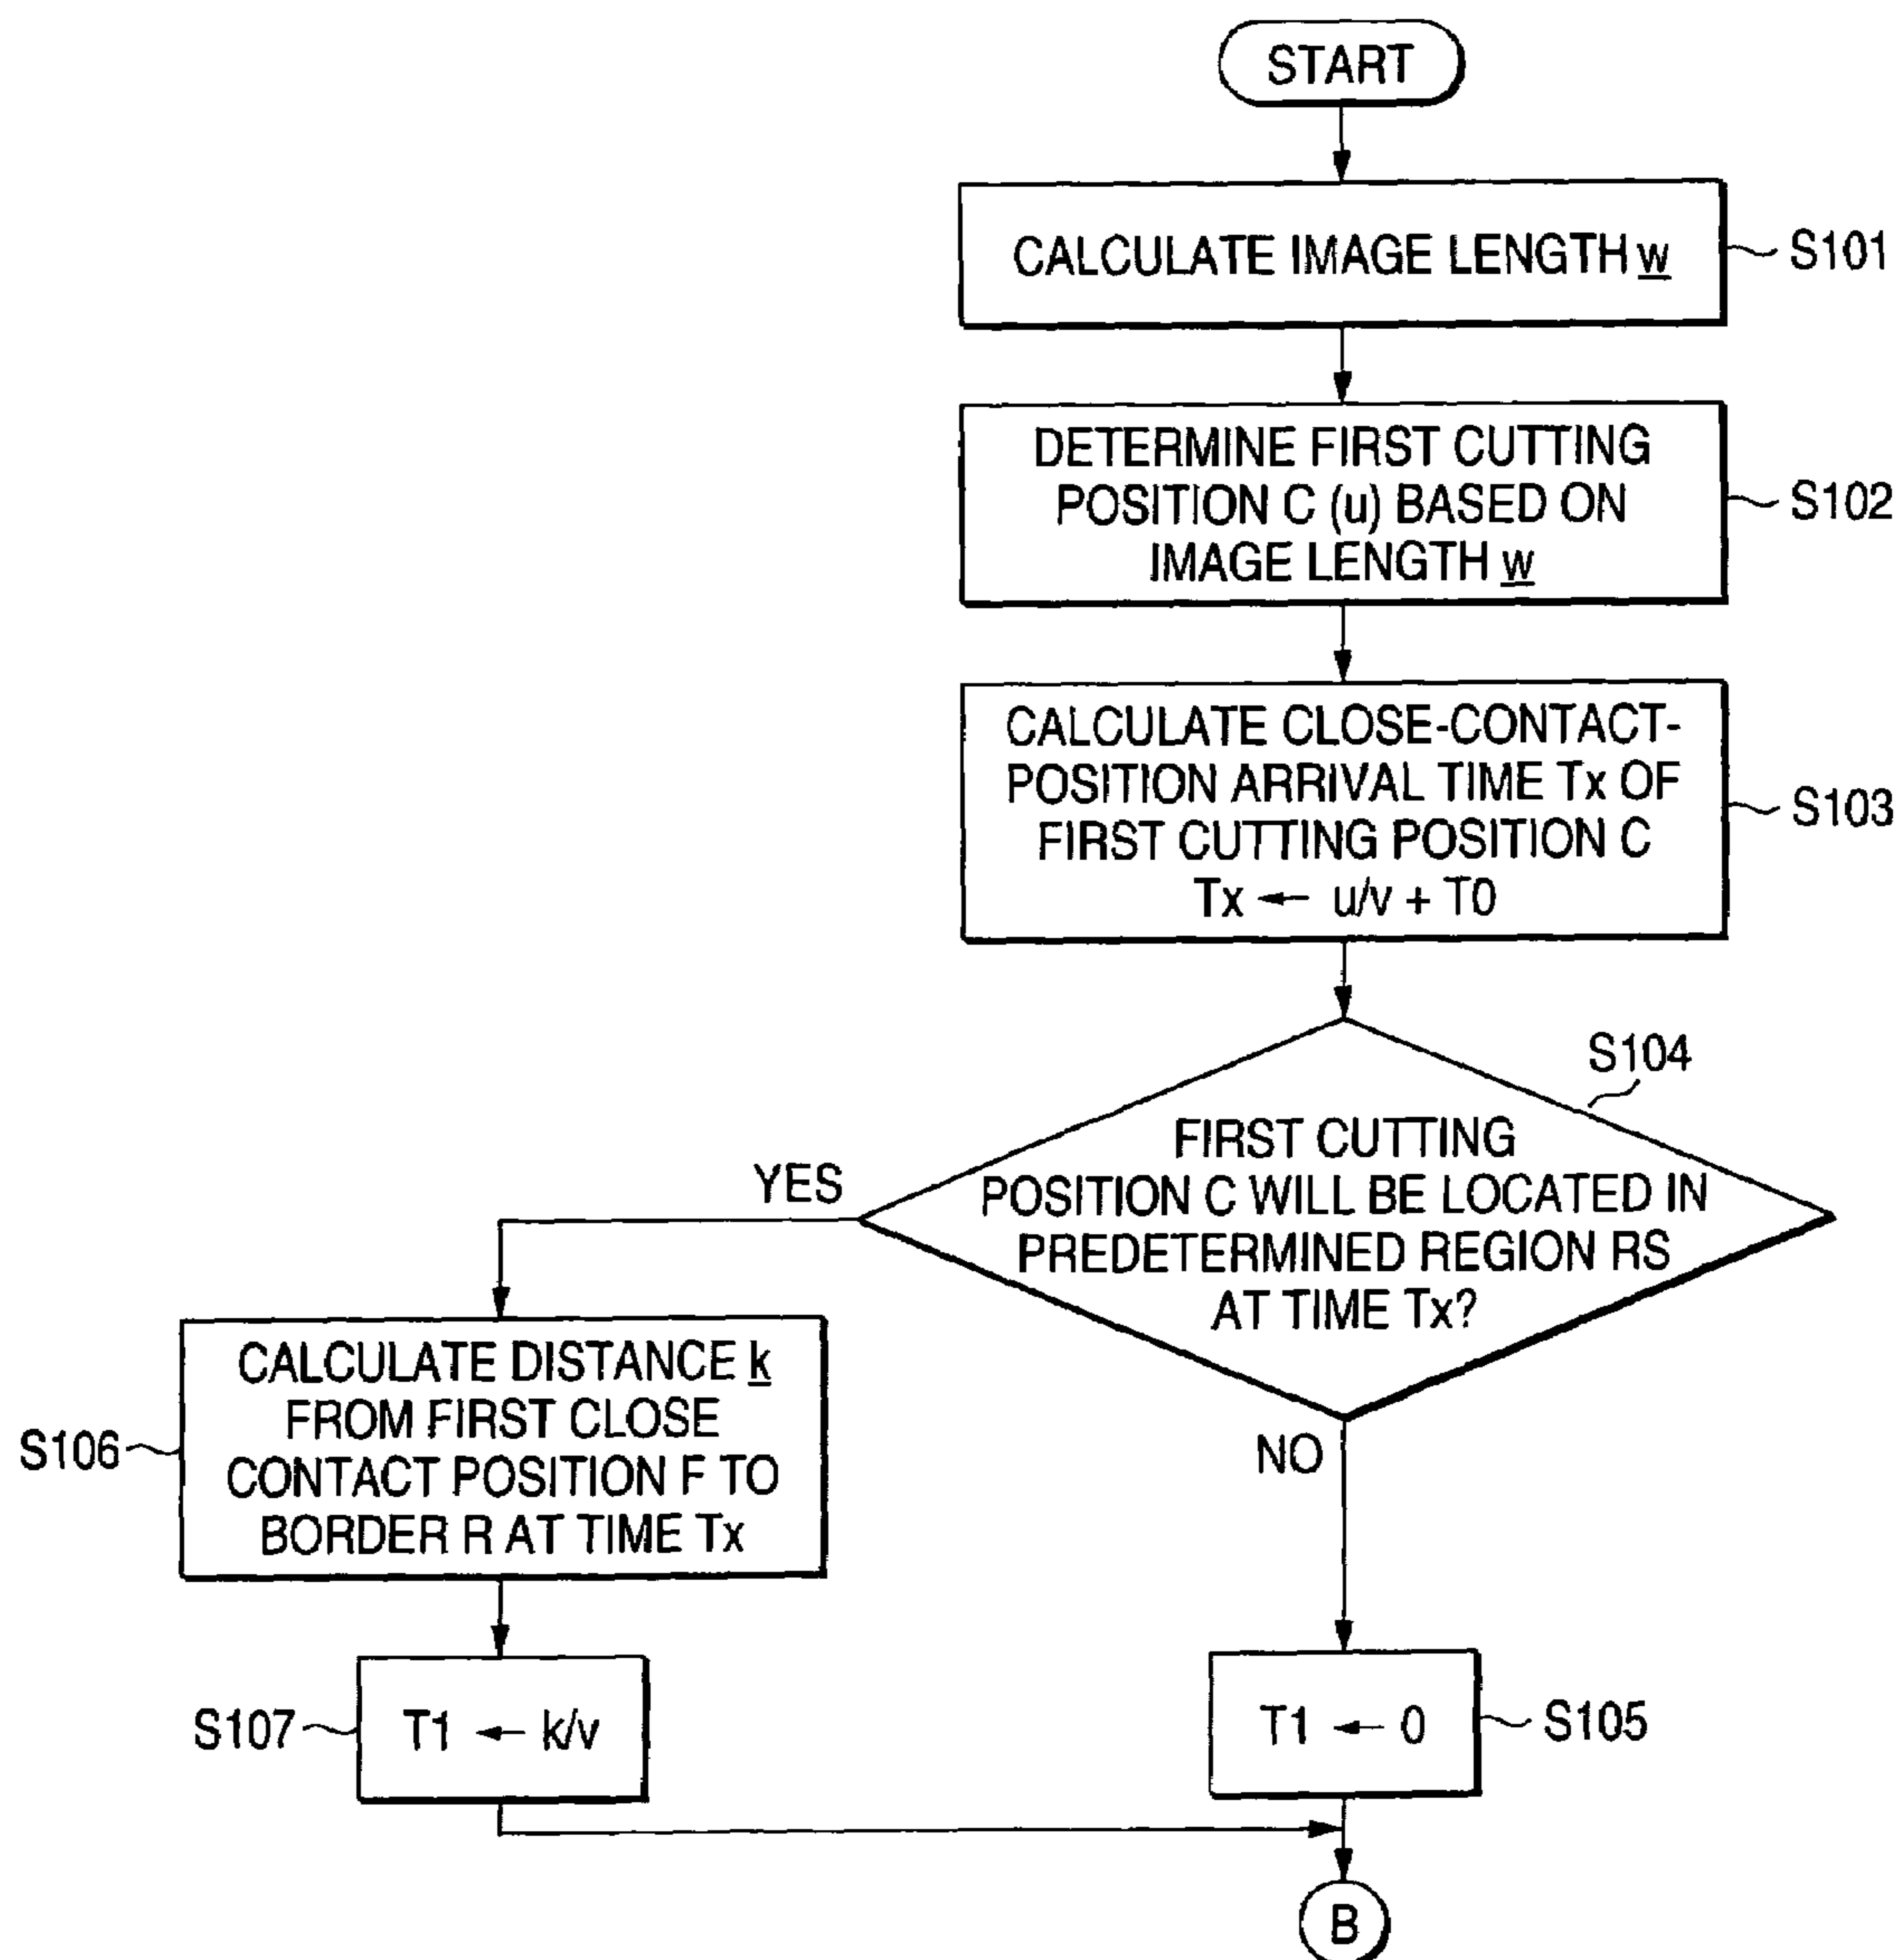 START
CALCULATE IMAGE LENGTH w
S101
DETERMINE FIRST CUTTING
POSITION C (u) BASED ON
IMAGE LENGTH w
S102
CALCULATE CLOSE-CONTACT-
POSITION ARRIVAL TIME Tx OF
FIRST CUTTING POSITION C
Tx ← u/v + T0
S103
S104
FIRST CUTTING
POSITION C WILL BE LOCATED IN
PREDETERMINED REGION RS
AT TIME Tx?
YES
NO
CALCULATE DISTANCE k
FROM FIRST CLOSE
CONTACT POSITION F TO
BORDER R AT TIME Tx
S106
S107
T1 ← k/v
T1 ← 0
S105
B